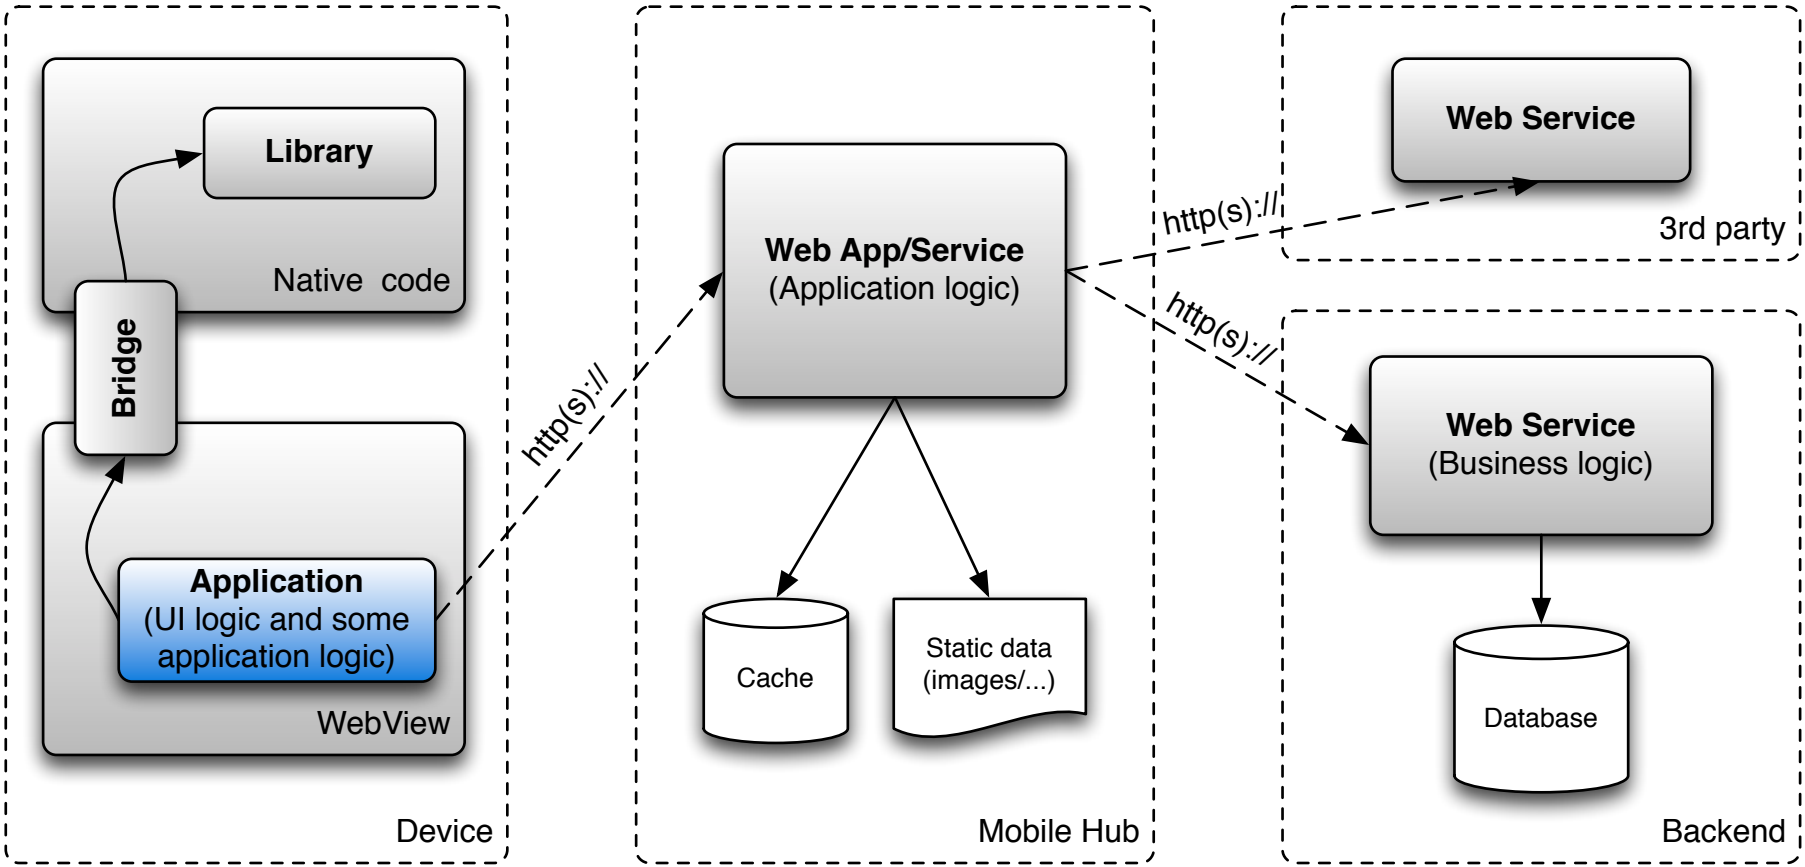 Library
Native code
Bridge
Application
(UI logic and some
application logic)
WebView
Device
http(s)://
Web App/Service
(Application logic)
Cache
Static data
(images/...)
Mobile Hub
http(s)://
http(s)://
Web Service
3rd party
Web Service
(Business logic)
Database
Backend